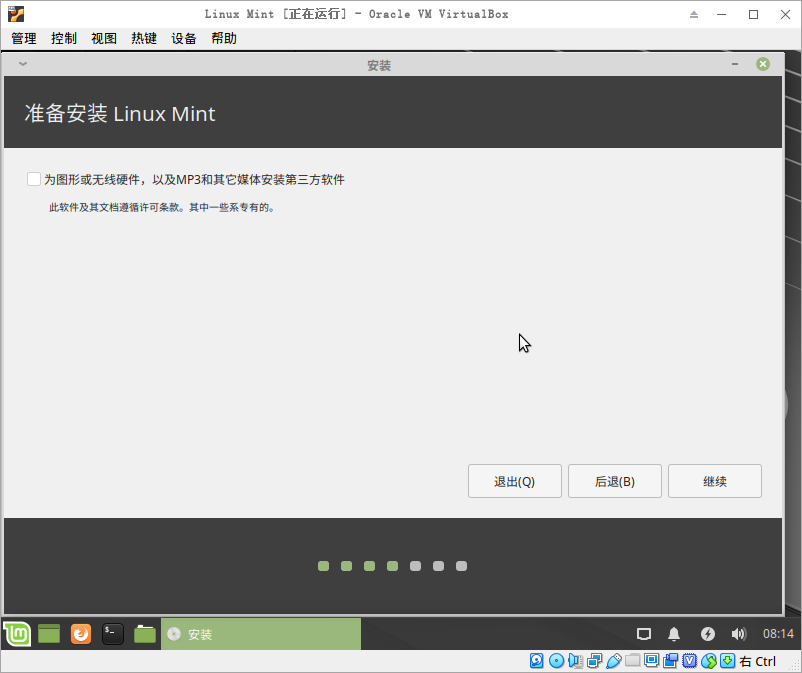 Linux Mint [正在运行] - Oracle VM VirtualBox
管理 控制 视图 热键 设备 帮助
安装
准备安装 Linux Mint
为图形或无线硬件，以及MP3和其它媒体安装第三方软件
此软件及其文档遵循许可条款。其中一些系专有的。
退出(Q) 后退(B) 继续
安装 08:14
右 Ctrl